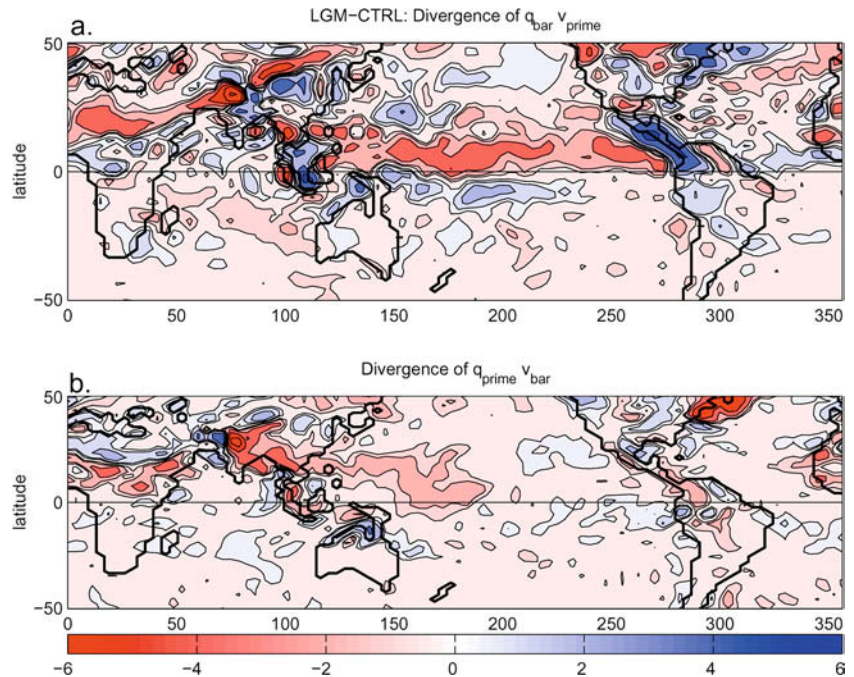 LGM−CTRL: Divergence of q_bar v_prime
a.
50
0
−50
latitude
0 50 100 150 200 250 300 350
Divergence of q_prime v_bar
b.
50
0
−50
latitude
0 50 100 150 200 250 300 350
−6 −4 −2 0 2 4 6